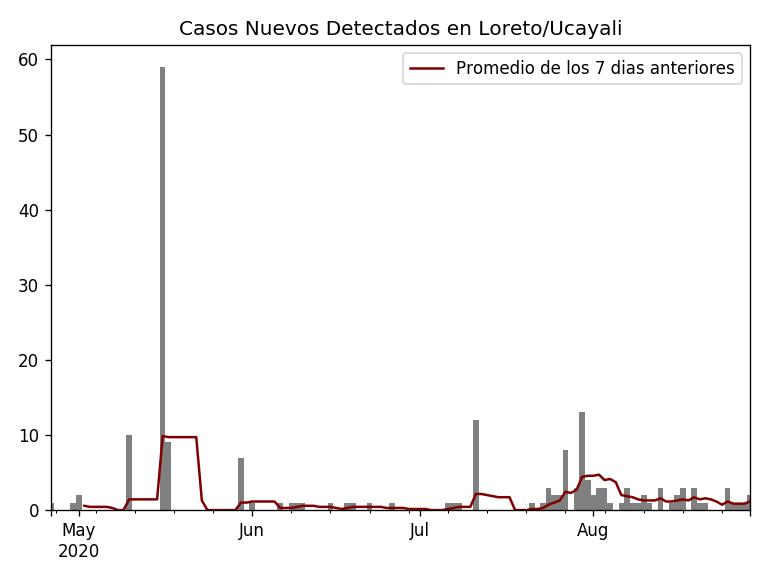 Casos Nuevos Detectados en Loreto/Ucayali
Promedio de los 7 dias anteriores
60
50
40
30
20
10
0
May
2020
Jun
Jul
Aug